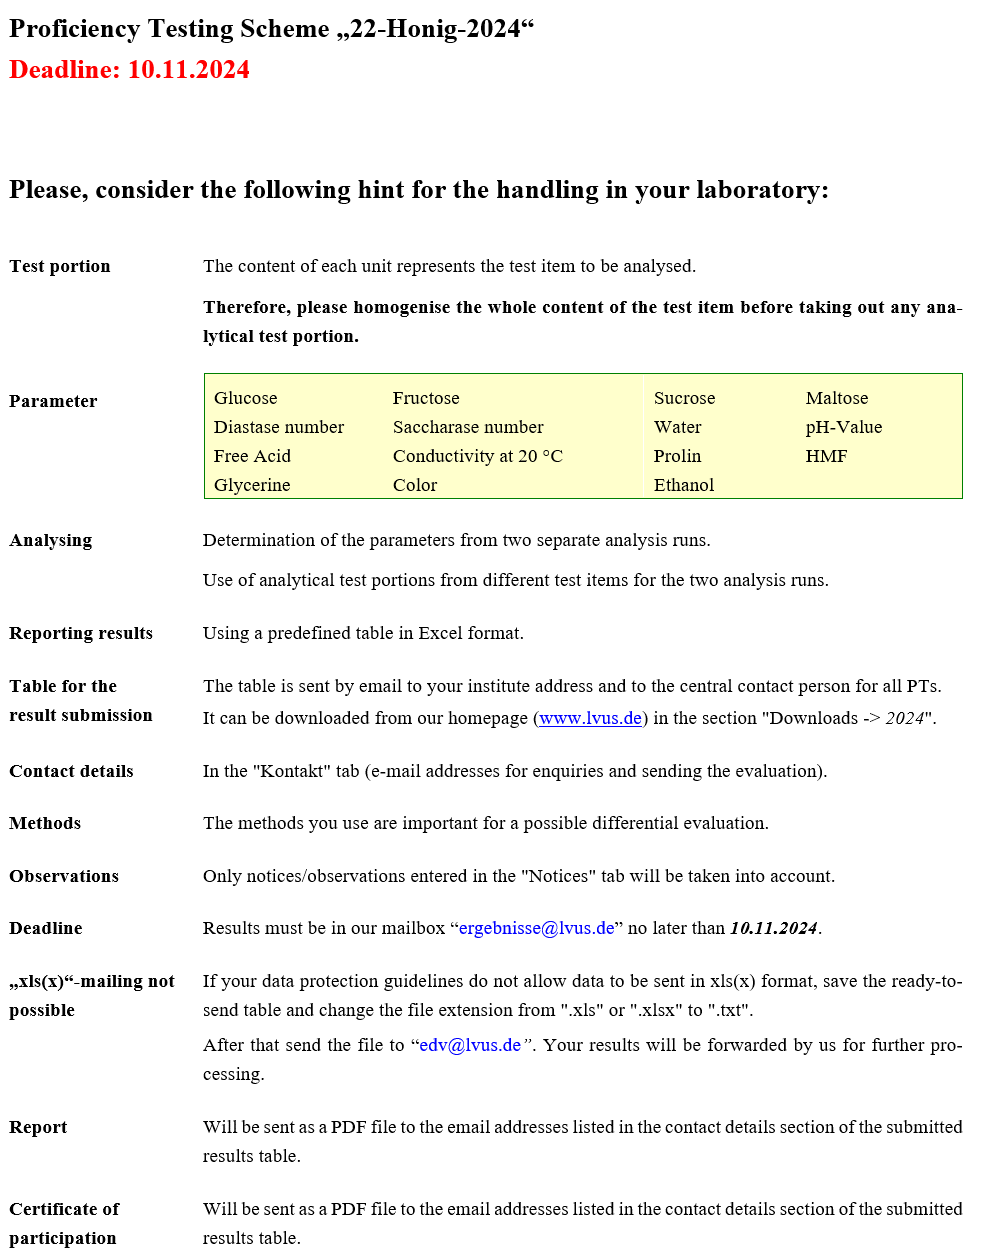 Proficiency Testing Scheme „22-Honig-2024“
Deadline: 10.11.2024
Please, consider the following hint for the handling in your laboratory:
Test portion The content of each unit represents the test item to be analysed.
Therefore, please homogenise the whole content of the test item before taking out any ana-
lytical test portion.
Parameter Glucose Fructose Sucrose Maltose
Diastase number Saccharase number Water pH-Value
Free Acid Conductivity at 20 °C Prolin HMF
Glycerine Color Ethanol
Analysing Determination of the parameters from two separate analysis runs.
Use of analytical test portions from different test items for the two analysis runs.
Reporting results Using a predefined table in Excel format.
Table for the The table is sent by email to your institute address and to the central contact person for all PTs.
result submission It can be downloaded from our homepage (www.lvus.de) in the section "Downloads -> 2024".
Contact details In the "Kontakt" tab (e-mail addresses for enquiries and sending the evaluation).
Methods The methods you use are important for a possible differential evaluation.
Observations Only notices/observations entered in the "Notices" tab will be taken into account.
Deadline Results must be in our mailbox “ergebnisse@lvus.de” no later than 10.11.2024.
„xls(x)“-mailing not If your data protection guidelines do not allow data to be sent in xls(x) format, save the ready-to-
possible send table and change the file extension from ".xls" or ".xlsx" to ".txt".
After that send the file to “edv@lvus.de”. Your results will be forwarded by us for further pro-
cessing.
Report Will be sent as a PDF file to the email addresses listed in the contact details section of the submitted
results table.
Certificate of Will be sent as a PDF file to the email addresses listed in the contact details section of the submitted
participation results table.